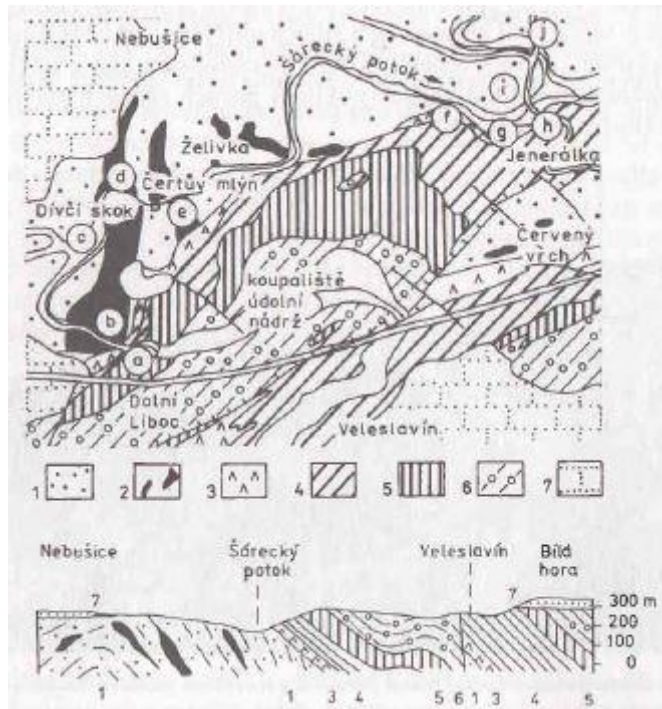 Nebušice
Šárecký potok
j
i
f
g
h
Želivka
Jenerálka
d
Čertův mlýn
Dívčí skok
e
c
Červený
vrch
koupaliště
údolní
nádrž
b
a
Dolní
Liboc
Veleslavín
1
2
3
4
5
6
7
Nebušice
Šárecký
potok
Veleslavín
Bílá
hora
7
7
300 m
200
100
0
1
1 3 4 5 6 1 3 4 5